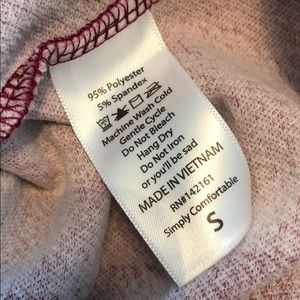 95% Polyester
5% Spandex
Machine Wash Cold
Gentle Cycle
Do Not Bleach
Hang Dry
Do Not Iron
or you'll be sad
MADE IN VIETNAM
RN#142161
Simply Comfortable
S